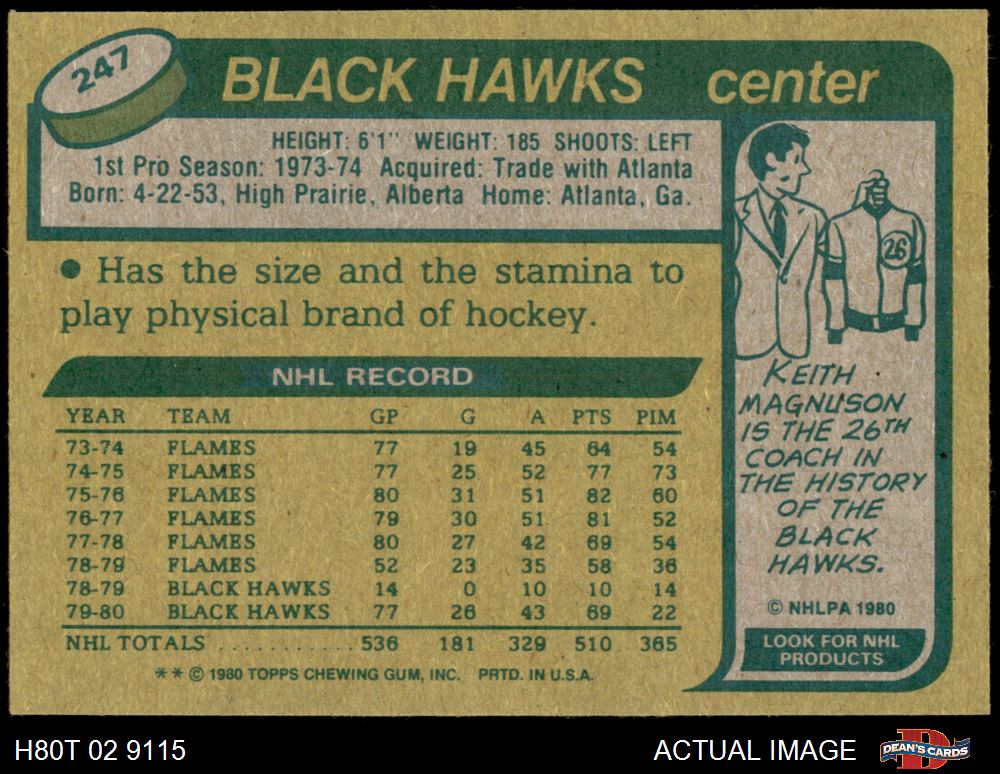 247
BLACK HAWKS center
HEIGHT: 6'1" WEIGHT: 185 SHOOTS: LEFT
1st Pro Season: 1973-74 Acquired: Trade with Atlanta
Born: 4-22-53, High Prairie, Alberta Home: Atlanta, Ga.
• Has the size and the stamina to
play physical brand of hockey.
NHL RECORD
YEAR TEAM GP G A PTS PIM
73-74 FLAMES 77 19 45 64 54
74-75 FLAMES 77 25 52 77 73
75-76 FLAMES 80 31 51 82 60
76-77 FLAMES 79 30 51 81 52
77-78 FLAMES 80 27 42 69 54
78-79 FLAMES 52 23 35 58 36
78-79 BLACK HAWKS 14 0 10 10 14
79-80 BLACK HAWKS 77 26 43 69 22
NHL TOTALS ............ 536 181 329 510 365
** © 1980 TOPPS CHEWING GUM, INC. PRTD. IN U.S.A.
26
KEITH
MAGNUSON
IS THE 26TH
COACH IN
THE HISTORY
OF THE
BLACK
HAWKS.
© NHLPA 1980
LOOK FOR NHL
PRODUCTS
H80T 02 9115
ACTUAL IMAGE
DEAN'S CARDS